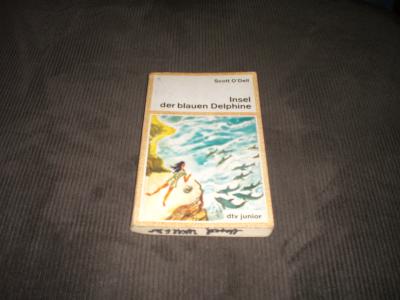 Scott O'Dell
Insel
der blauen Delphine
dtv junior